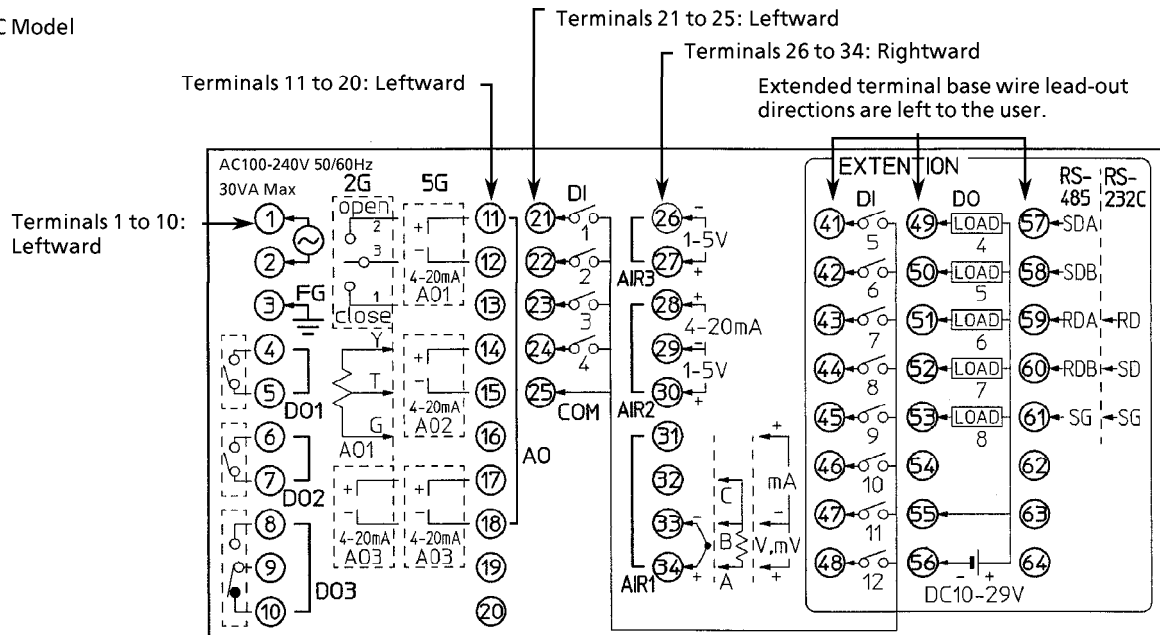 C Model
Terminals 21 to 25: Leftward
Terminals 26 to 34: Rightward
Terminals 11 to 20: Leftward
Extended terminal base wire lead-out
directions are left to the user.
Terminals 1 to 10:
Leftward
AC100-240V 50/60Hz
30VA Max
2G
5G
open
2
3
1
close
FG
Y
T
G
AO1
+
-
4-20mA
AO3
+
-
4-20mA
AO1
+
-
4-20mA
AO2
+
-
4-20mA
AO3
1
2
3
4
5
6
7
8
9
10
DO1
DO2
DO3
11
12
13
14
15
16
17
18
19
20
AO
DI
21
22
23
24
25
1
2
3
4
COM
26
27
28
29
30
31
32
33
34
AIR3
AIR2
AIR1
-
1-5V
+
+
4-20mA
-
1-5V
+
-
+
C
B
A
+
mA
-
V,mV
+
EXTENTION
DI
41
42
43
44
45
46
47
48
5
6
7
8
9
10
11
12
DO
49
50
51
52
53
54
55
56
LOAD
4
LOAD
5
LOAD
6
LOAD
7
LOAD
8
- +
DC10-29V
RS-
485
RS-
232C
57 SDA
58 SDB
59 RDA RD
60 RDB SD
61 SG SG
62
63
64